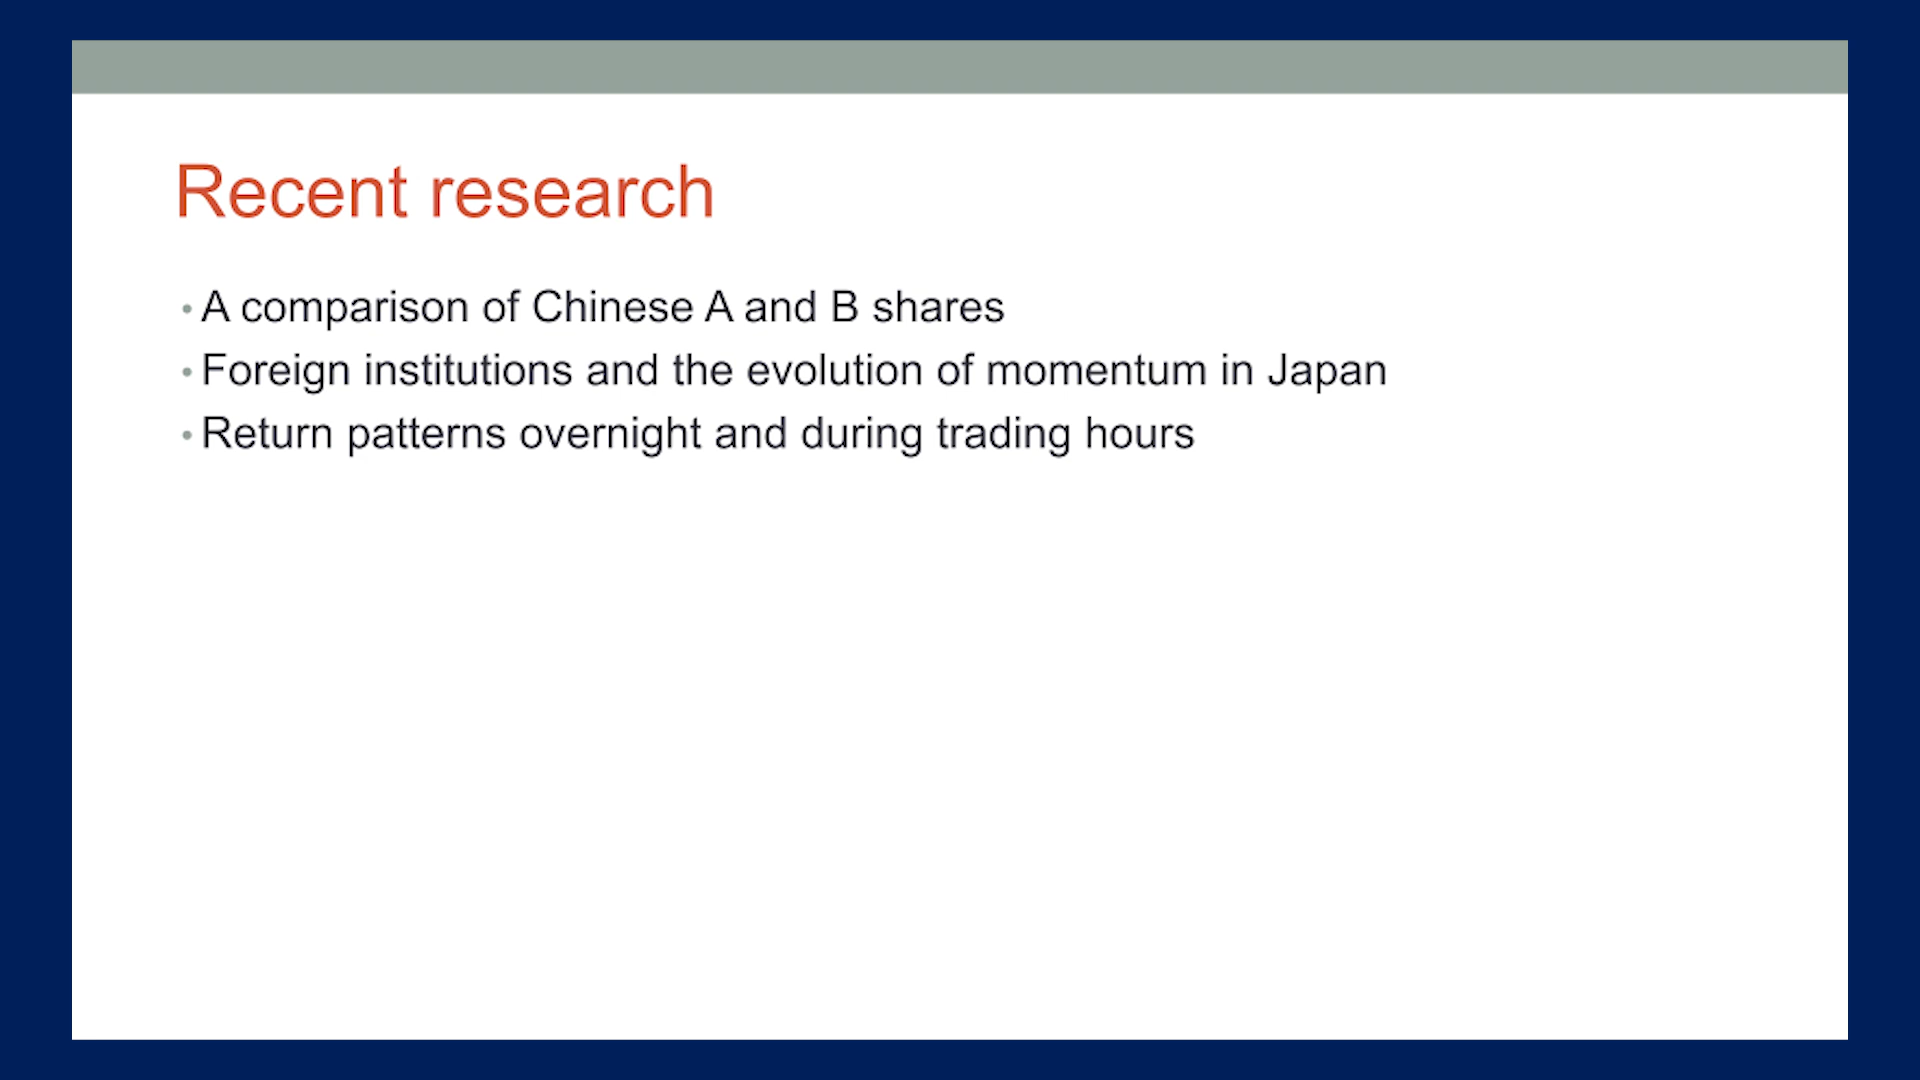 Recent research
• A comparison of Chinese A and B shares
• Foreign institutions and the evolution of momentum in Japan
• Return patterns overnight and during trading hours